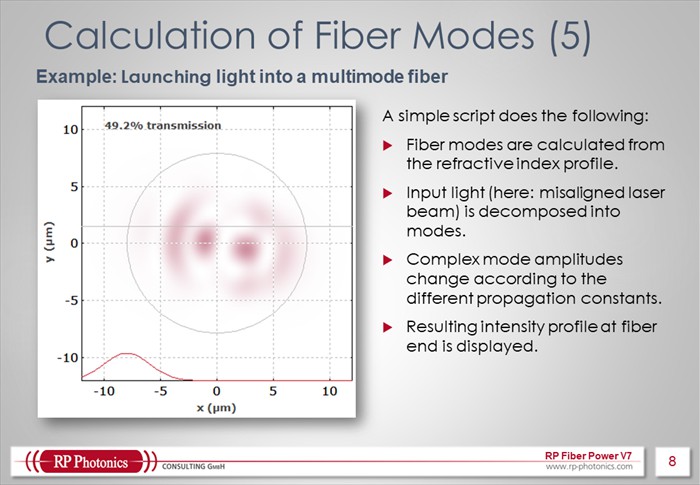 Calculation of Fiber Modes (5)
Example: Launching light into a multimode fiber
49.2% transmission
10
5
0
-5
-10
y (µm)
-10 -5 0 5 10
x (µm)
A simple script does the following:
Fiber modes are calculated from
the refractive index profile.
Input light (here: misaligned laser
beam) is decomposed into
modes.
Complex mode amplitudes
change according to the
different propagation constants.
Resulting intensity profile at fiber
end is displayed.
RP Photonics
CONSULTING GmbH
RP Fiber Power V7
www.rp-photonics.com
8